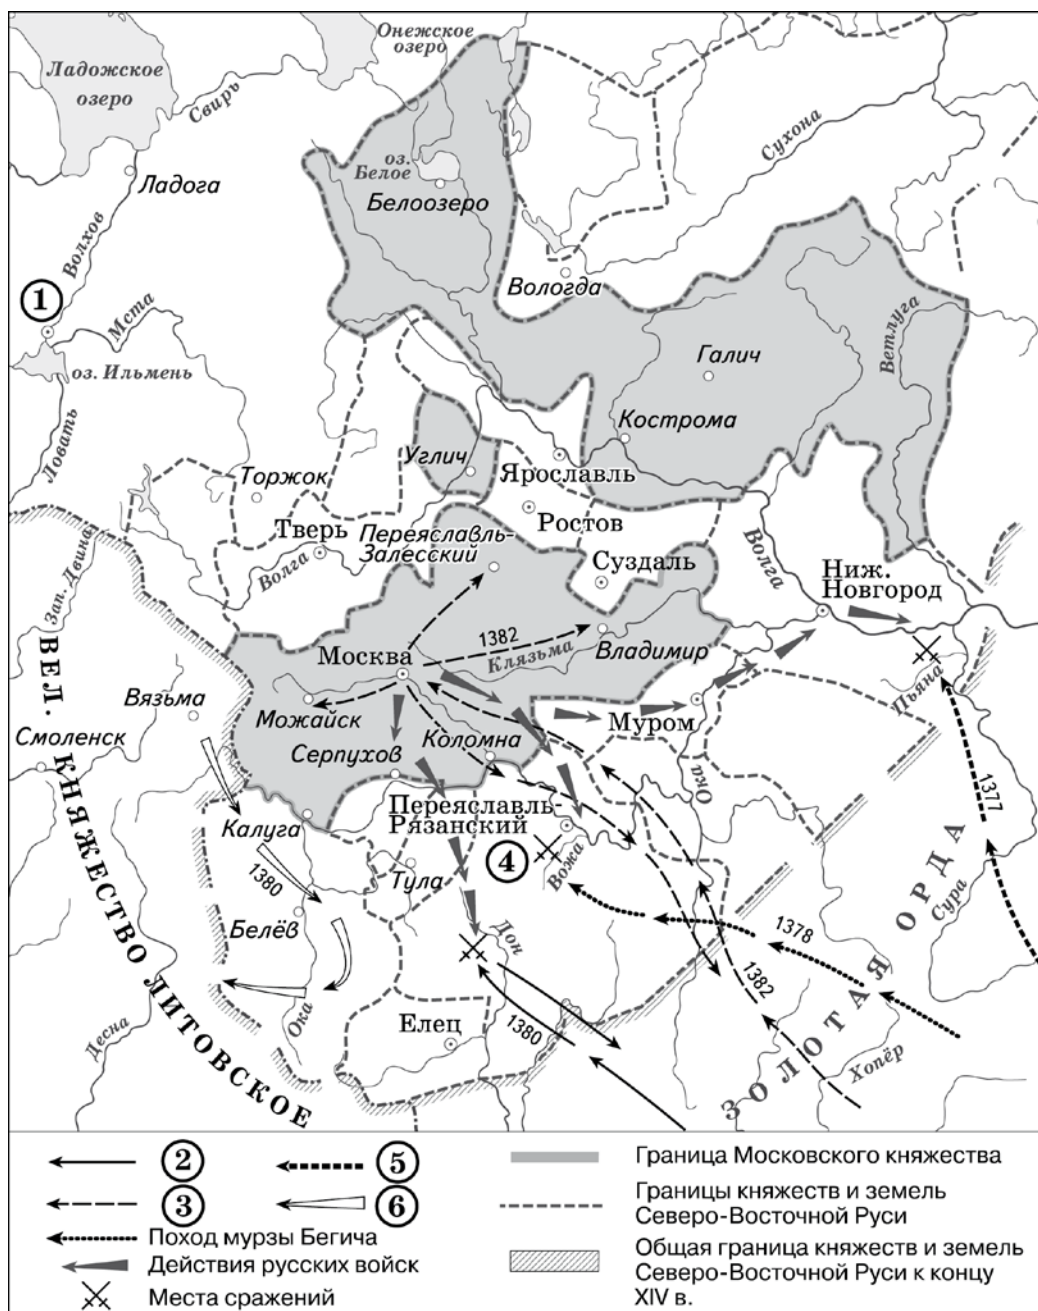 Онежское
озеро
Ладожское
озеро
Свирь
Сухона
оз.
Белое
Белоозеро
Ладога
Волхов
Вологда
1
Мста
Ветлуга
оз. Ильмень
Галич
Кострома
Ловать
Углич
Ярославль
Торжок
Ростов
Тверь
Переяславль-
Залесский
Волга
Суздаль
Волга
Ниж.
Новгород
Зап. Двина
1382
Клязьма
Владимир
Москва
Пьяна
Вязьма
Можайск
Муром
Смоленск
Серпухов
Коломна
Ока
1377
Переяславль-
Рязанский
Калуга
4
Вожа
Тула
1380
Сура
Белёв
Дон
1378
1382
Ока
Елец
1380
Десна
Хопёр
ВЕЛ. КНЯЖЕСТВО ЛИТОВСКОЕ
ЗОЛОТАЯ ОРДА
2
5
3
6
Поход мурзы Бегича
Действия русских войск
Места сражений
Граница Московского княжества
Границы княжеств и земель
Северо-Восточной Руси
Общая граница княжеств и земель
Северо-Восточной Руси к концу
XIV в.